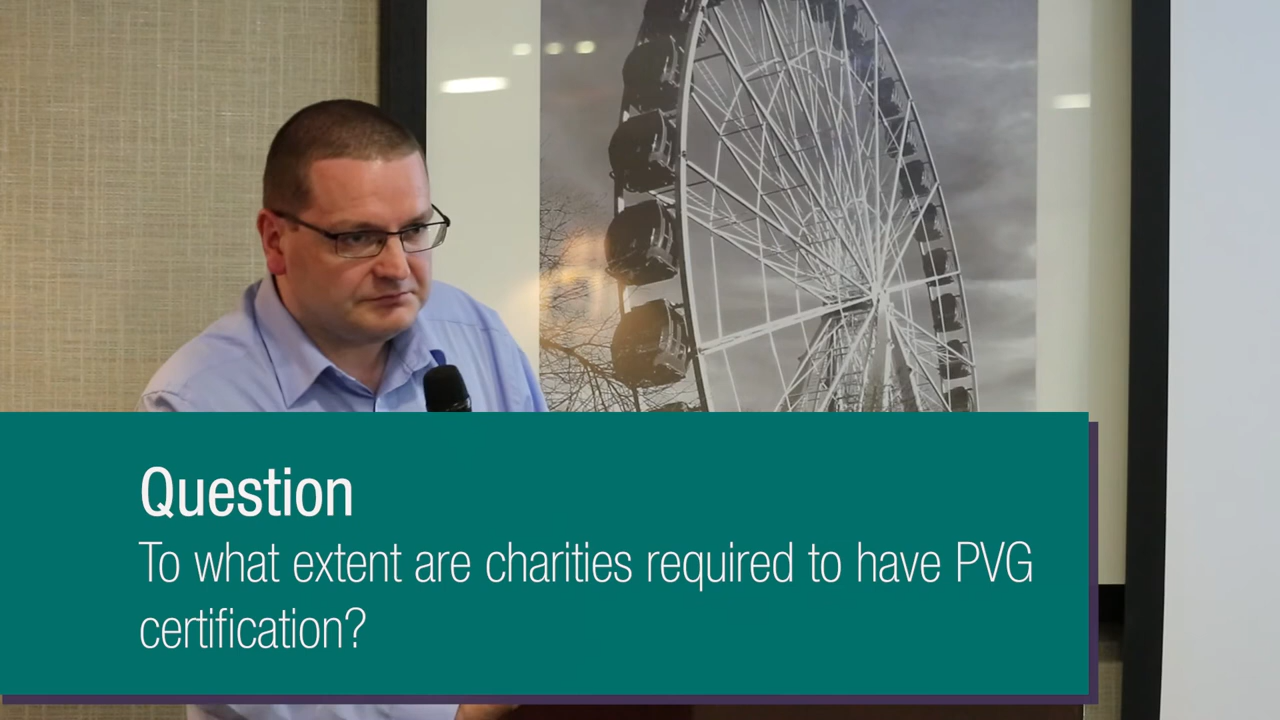 Question
To what extent are charities required to have PVG
certification?